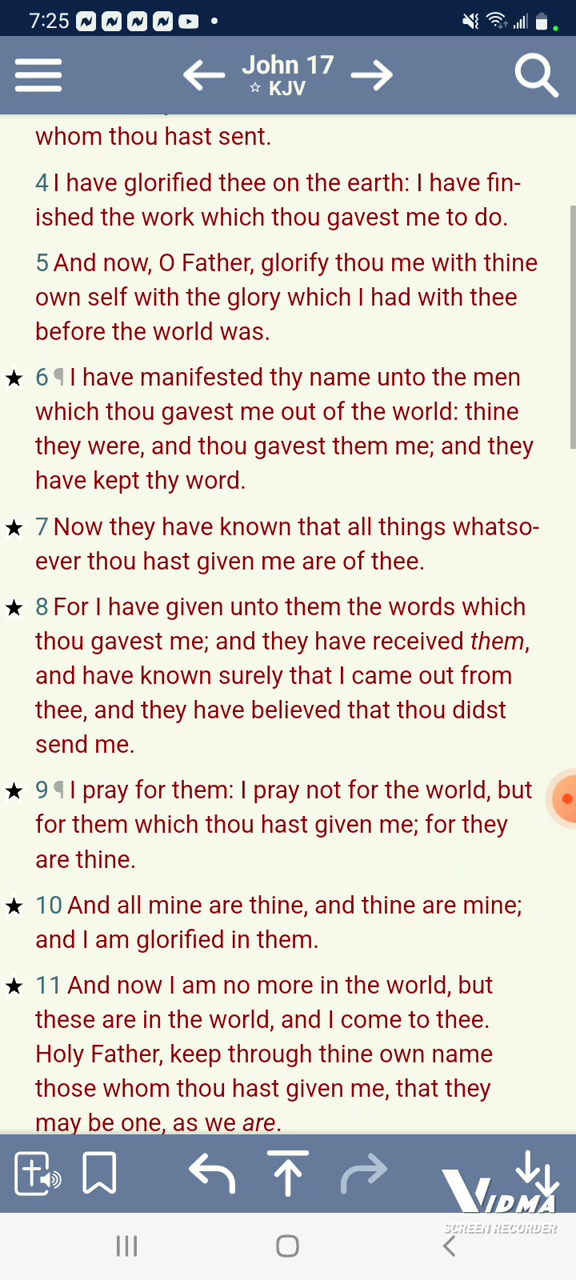 7:25
John 17
☆ KJV
whom thou hast sent.
4 I have glorified thee on the earth: I have fin-
ished the work which thou gavest me to do.
5 And now, O Father, glorify thou me with thine
own self with the glory which I had with thee
before the world was.
★ 6 ¶ I have manifested thy name unto the men
which thou gavest me out of the world: thine
they were, and thou gavest them me; and they
have kept thy word.
★ 7 Now they have known that all things whatso-
ever thou hast given me are of thee.
★ 8 For I have given unto them the words which
thou gavest me; and they have received them,
and have known surely that I came out from
thee, and they have believed that thou didst
send me.
★ 9 ¶ I pray for them: I pray not for the world, but
for them which thou hast given me; for they
are thine.
★ 10 And all mine are thine, and thine are mine;
and I am glorified in them.
★ 11 And now I am no more in the world, but
these are in the world, and I come to thee.
Holy Father, keep through thine own name
those whom thou hast given me, that they
may be one, as we are.
VIDMA
SCREEN RECORDER